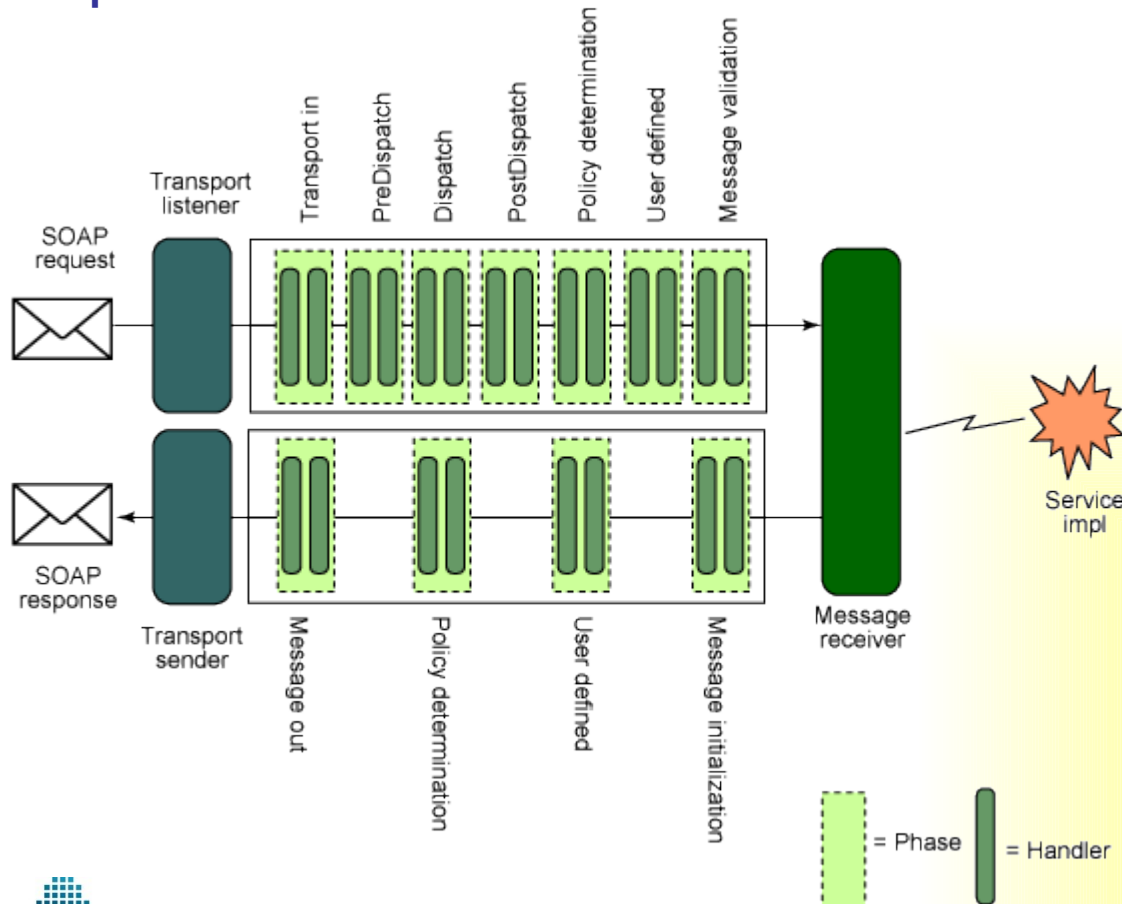 Transport in
PreDispatch
Dispatch
PostDispatch
Policy determination
User defined
Message validation
Transport
listener
SOAP
request
Service
impl
SOAP
response
Transport
sender
Message out
Policy determination
User defined
Message initialization
Message
receiver
= Phase
= Handler